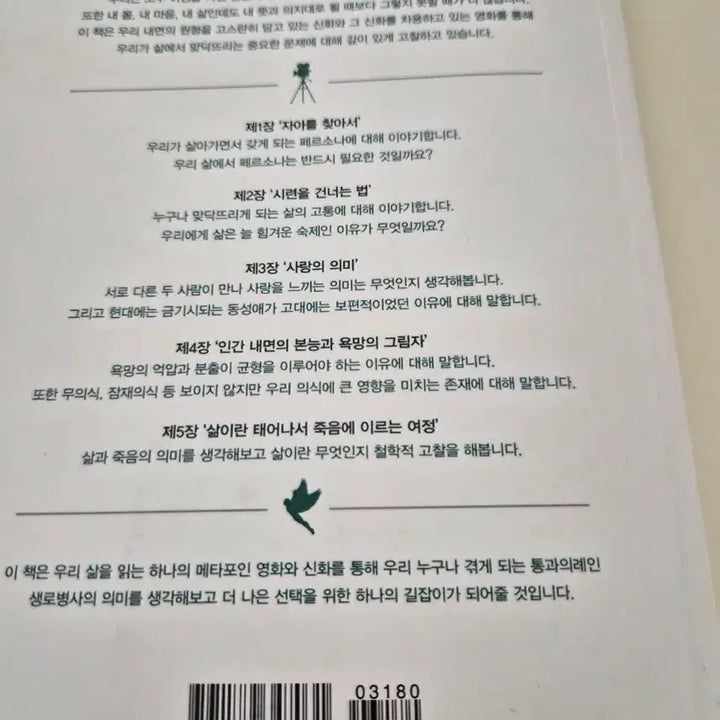 또한 내 몸, 내 마음, 내 삶인데도 내 뜻과 의지대로 될 때보다 그렇지 못할 때가 더 많습니다.
이 책은 우리 내면의 원형을 고스란히 담고 있는 신화와 그 신화를 차용하고 있는 영화를 통해
우리가 삶에서 맞닥뜨리는 중요한 문제에 대해 깊이 있게 고찰하고 있습니다.
제1장 ‘자아를 찾아서’
우리가 살아가면서 갖게 되는 페르소나에 대해 이야기합니다.
우리 삶에서 페르소나는 반드시 필요한 것일까요?
제2장 ‘시련을 건너는 법’
누구나 맞닥뜨리게 되는 삶의 고통에 대해 이야기합니다.
우리에게 삶은 늘 힘겨운 숙제인 이유가 무엇일까요?
제3장 ‘사랑의 의미’
서로 다른 두 사람이 만나 사랑을 느끼는 의미는 무엇인지 생각해봅니다.
그리고 현대에는 금기시되는 동성애가 고대에는 보편적이었던 이유에 대해 말합니다.
제4장 ‘인간 내면의 본능과 욕망의 그림자’
욕망의 억압과 분출이 균형을 이루어야 하는 이유에 대해 말합니다.
또한 무의식, 잠재의식 등 보이지 않지만 우리 의식에 큰 영향을 미치는 존재에 대해 말합니다.
제5장 ‘삶이란 태어나서 죽음에 이르는 여정’
삶과 죽음의 의미를 생각해보고 삶이란 무엇인지 철학적 고찰을 해봅니다.
이 책은 우리 삶을 읽는 하나의 메타포인 영화와 신화를 통해 우리 누구나 겪게 되는 통과의례인
생로병사의 의미를 생각해보고 더 나은 선택을 위한 하나의 길잡이가 되어줄 것입니다.
03180